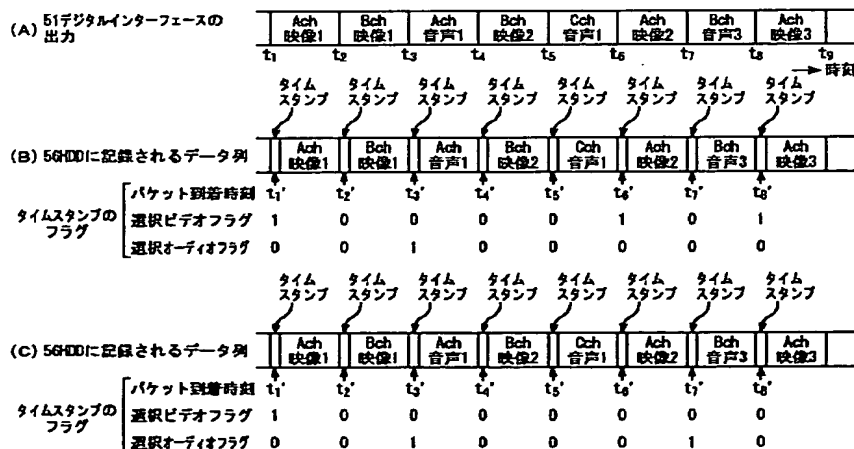 (A) 51デジタルインターフェースの
出力
Ach Bch Ach Bch Cch Ach Bch Ach
映像1 映像1 音声1 映像2 音声1 映像2 音声3 映像3
t1 t2 t3 t4 t5 t6 t7 t8 t9
→ 時刻
タイム タイム タイム タイム タイム タイム タイム タイム
スタンプ スタンプ スタンプ スタンプ スタンプ スタンプ スタンプ スタンプ
(B) 56HDDに記録されるデータ列
Ach Bch Ach Bch Cch Ach Bch Ach
映像1 映像1 音声1 映像2 音声1 映像2 音声3 映像3
タイムスタンプの
フラグ
パケット到着時刻 t1' t2' t3' t4' t5' t6' t7' t8'
選択ビデオフラグ 1 0 0 0 0 1 0 1
選択オーディオフラグ 0 0 1 0 0 0 0 0
タイム タイム タイム タイム タイム タイム タイム タイム
スタンプ スタンプ スタンプ スタンプ スタンプ スタンプ スタンプ スタンプ
(C) 56HDDに記録されるデータ列
Ach Bch Ach Bch Cch Ach Bch Ach
映像1 映像1 音声1 映像2 音声1 映像2 音声3 映像3
タイムスタンプの
フラグ
パケット到着時刻 t1' t2' t3' t4' t5' t6' t7' t8'
選択ビデオフラグ 1 0 0 0 0 0 0 0
選択オーディオフラグ 0 0 1 0 0 0 1 0